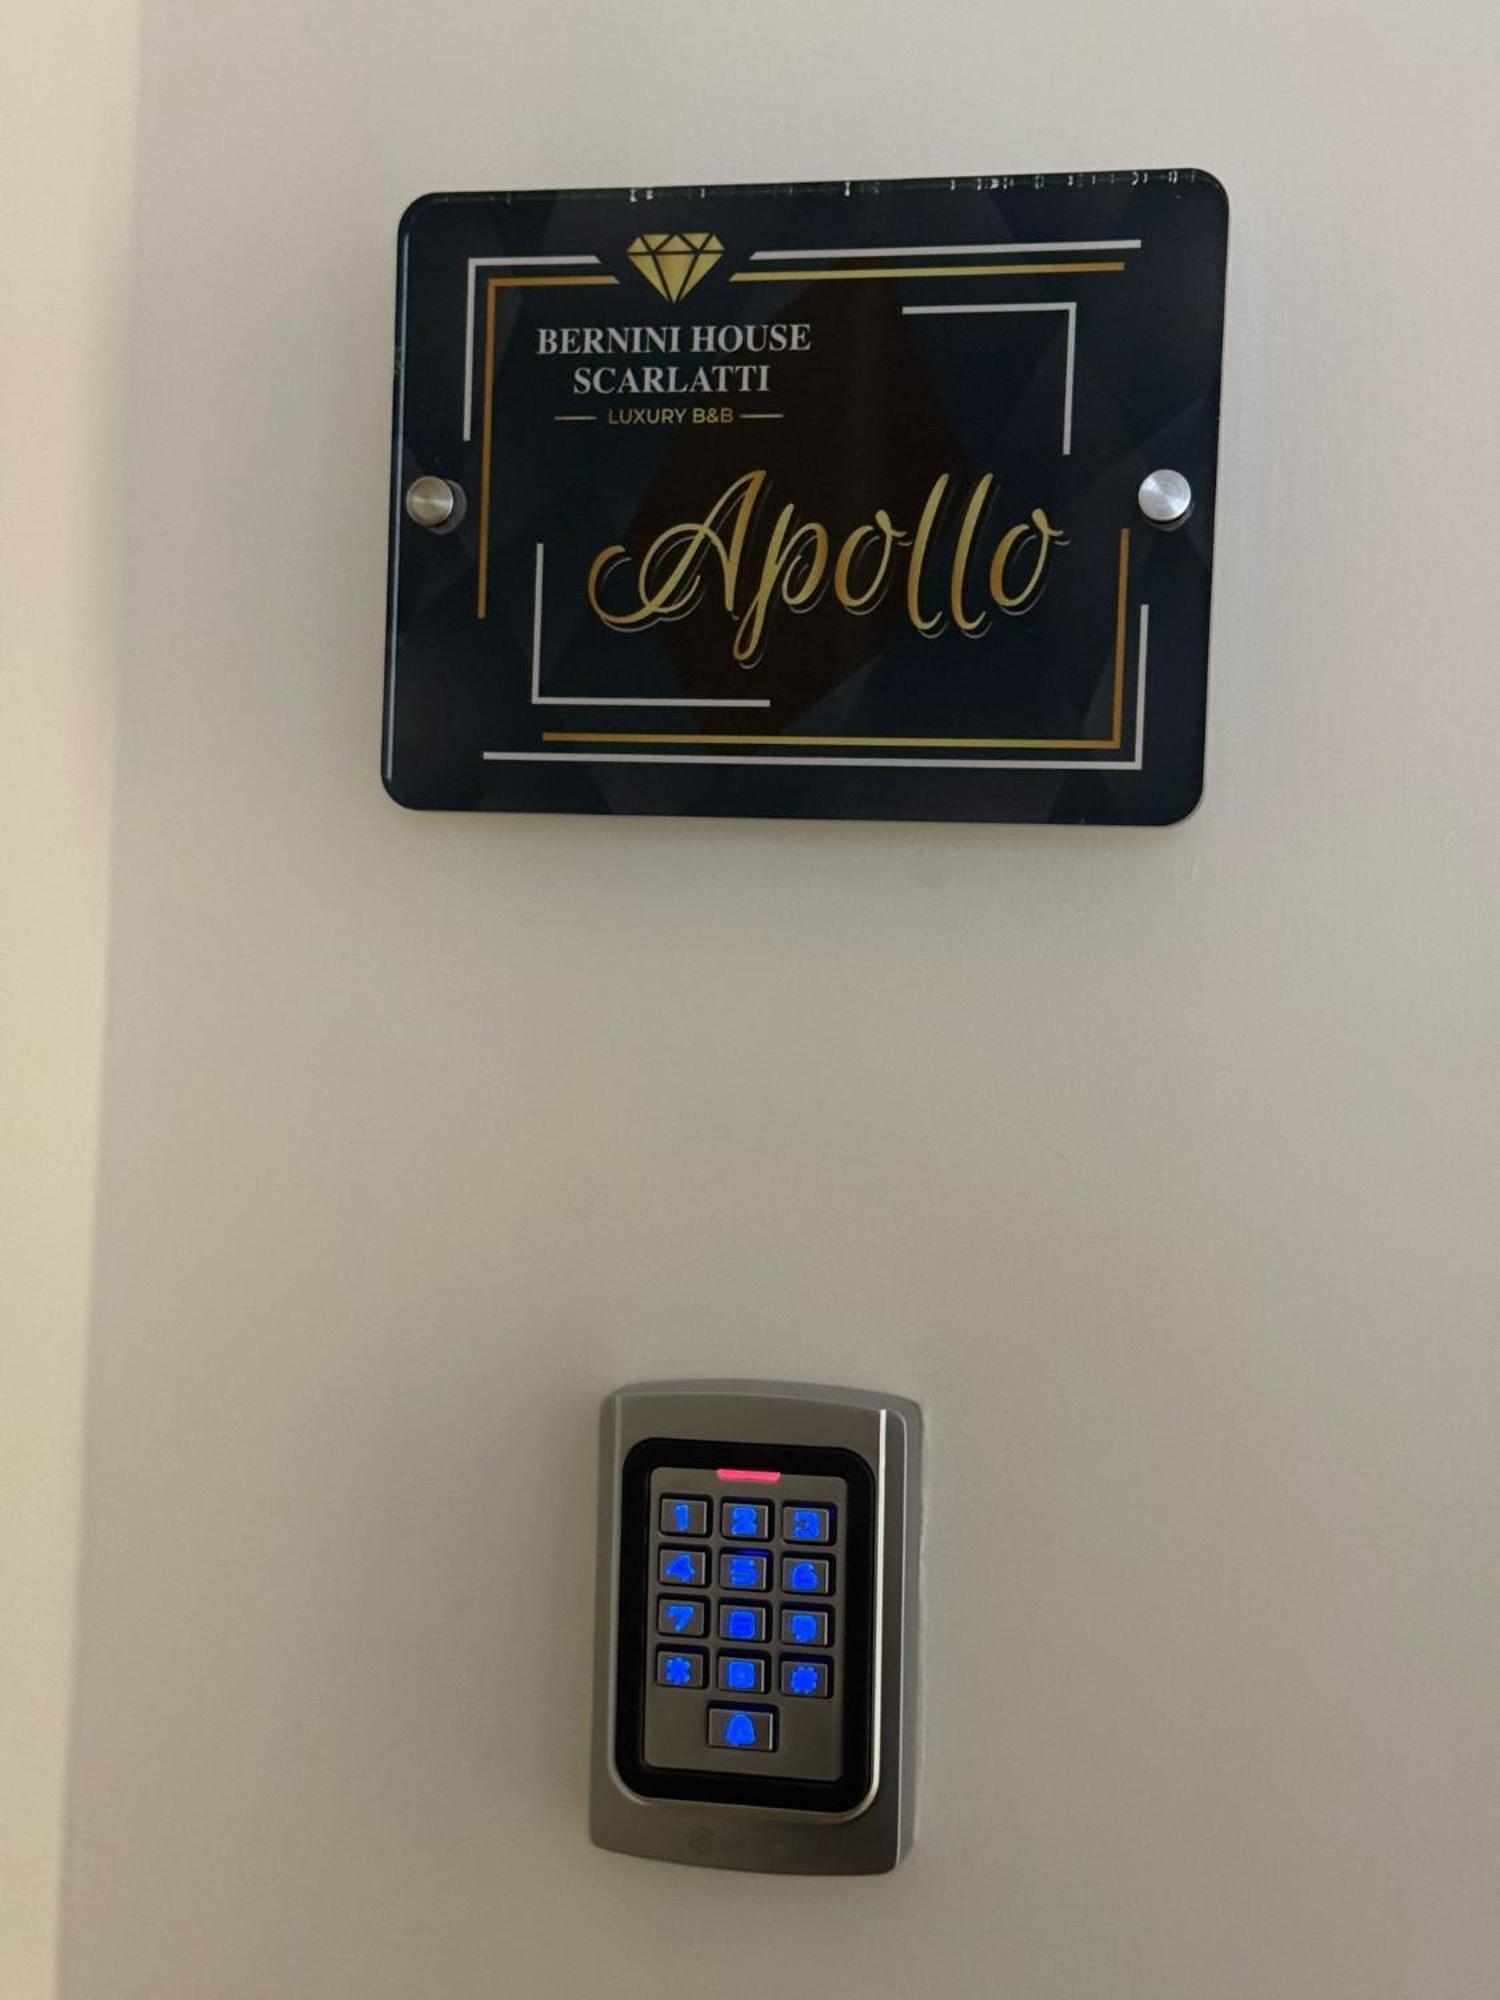 BERNINI HOUSE
SCARLATTI
LUXURY B&B
Apollo
1 2 3
4 5 6
7 8 9
* 0 #